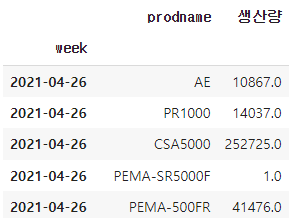 prodname 생산량
week
2021-04-26 AE 10867.0
2021-04-26 PR1000 14037.0
2021-04-26 CSA5000 252725.0
2021-04-26 PEMA-SR5000F 1.0
2021-04-26 PEMA-500FR 41476.0